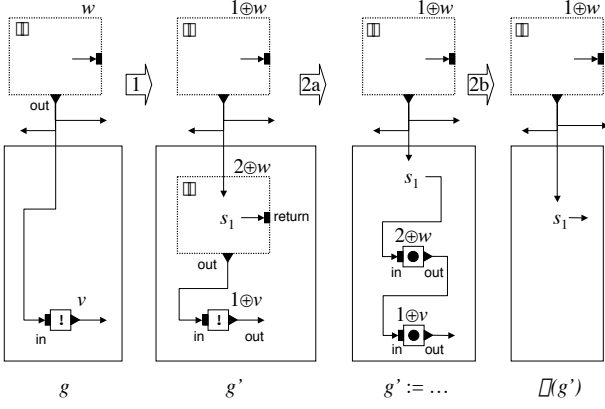 w 1⊕w 1⊕w 1⊕w
1 2a 2b
out
2⊕w
s₁ return
s₁
s₁
2⊕w
out
in out
v 1⊕v 1⊕v
! !
in in out in out
g g' g' := ... (g')